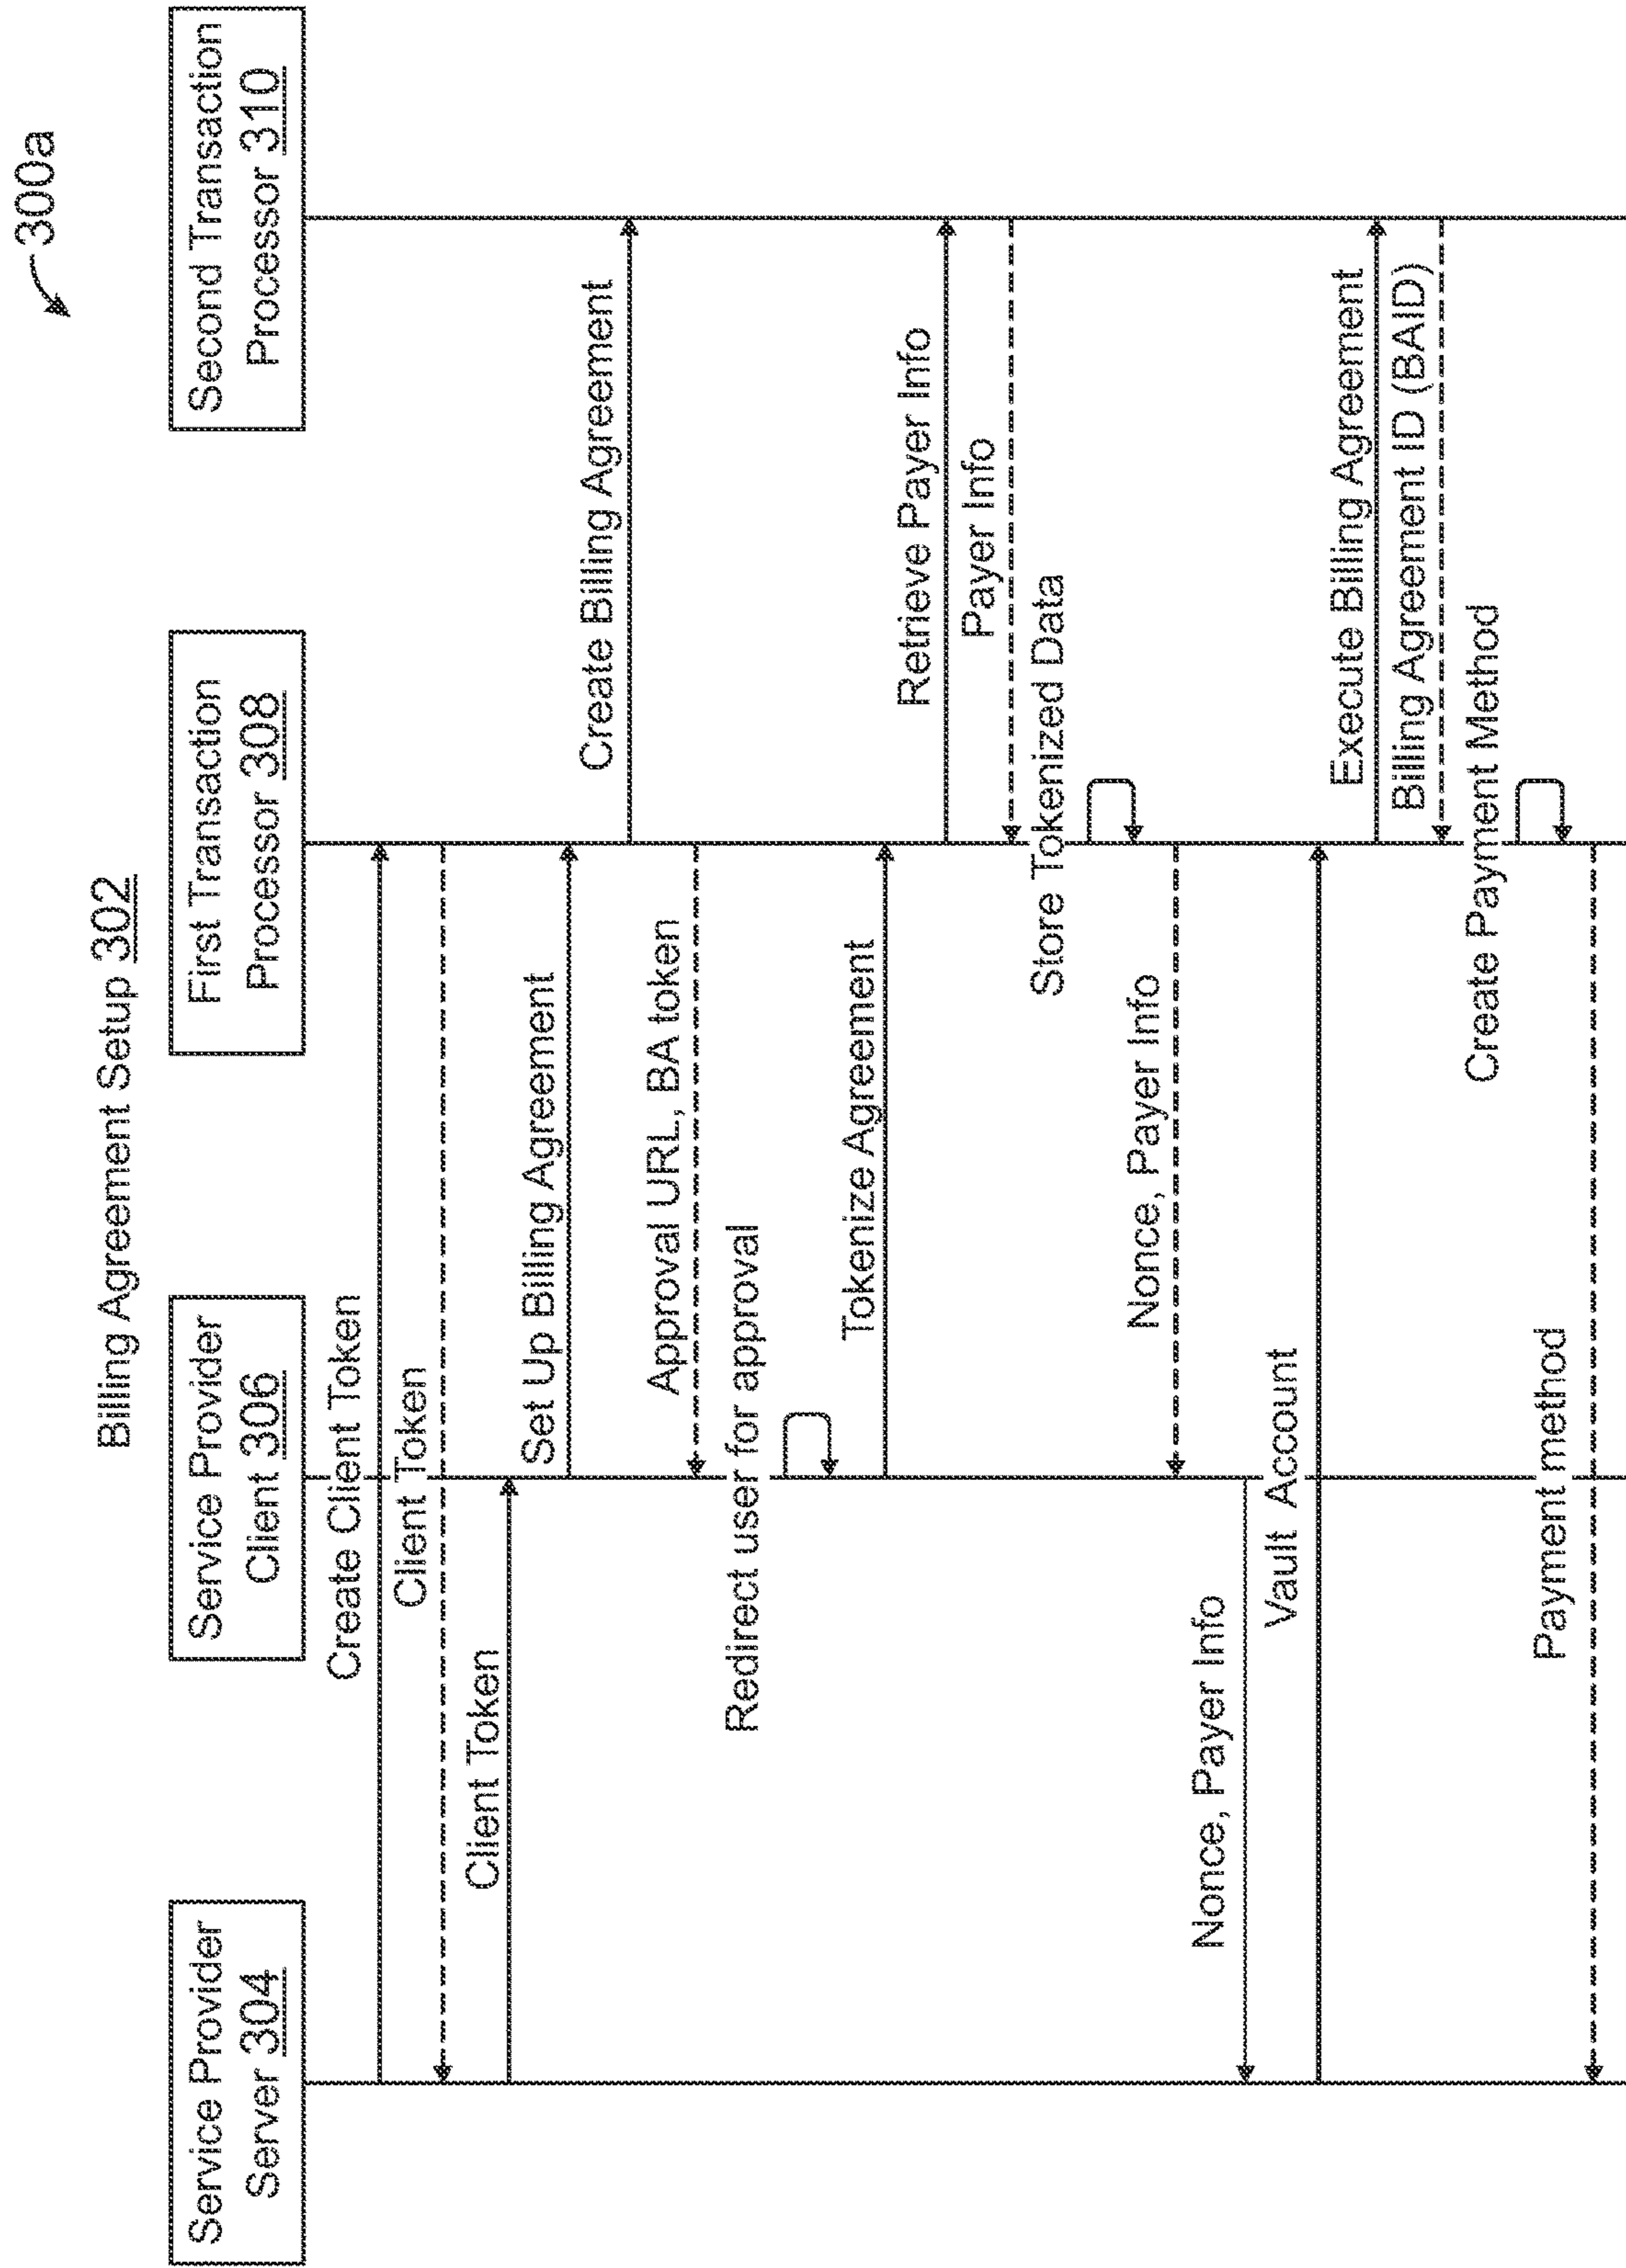 300a
Billing Agreement Setup 302
Service Provider
Server 304
Service Provider
Client 306
First Transaction
Processor 308
Second Transaction
Processor 310
Create Client Token
Client Token
Client Token
Set Up Billing Agreement
Create Billing Agreement
Approval URL, BA token
Redirect user for approval
Tokenize Agreement
Retrieve Payer Info
Payer Info
Store Tokenized Data
Nonce, Payer Info
Nonce, Payer Info
Vault Account
Execute Billing Agreement
Billing Agreement ID (BAID)
Create Payment Method
Payment method